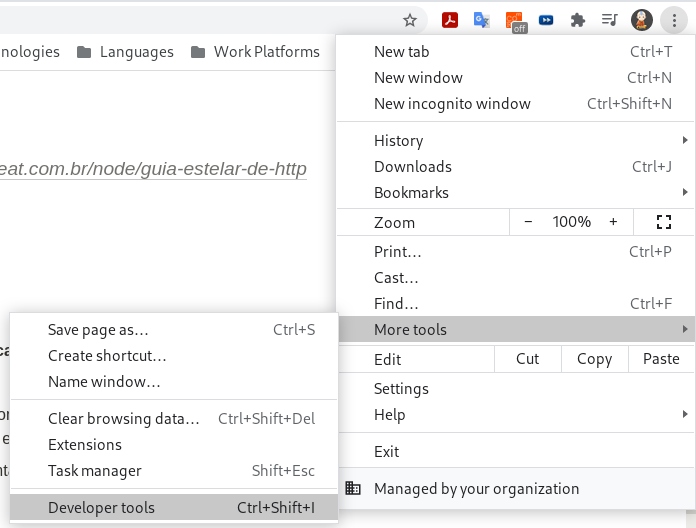 off
nologies Languages Work Platforms
eat.com.br/node/guia-estelar-de-http
New tab Ctrl+T
New window Ctrl+N
New incognito window Ctrl+Shift+N
History
Downloads Ctrl+J
Bookmarks
Zoom − 100% +
Print… Ctrl+P
Cast…
Find… Ctrl+F
More tools
Edit Cut Copy Paste
Settings
Help
Exit
Managed by your organization
Save page as… Ctrl+S
Create shortcut…
Name window…
Clear browsing data… Ctrl+Shift+Del
Extensions
Task manager Shift+Esc
Developer tools Ctrl+Shift+I